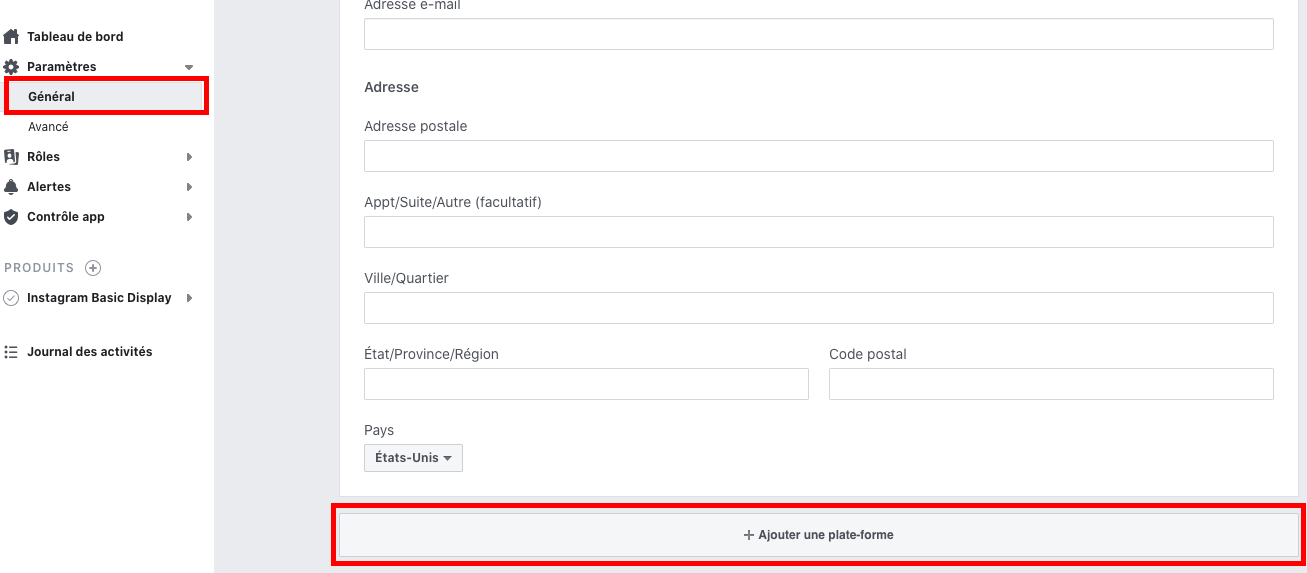 Tableau de bord
Paramètres
Général
Avancé
Rôles
Alertes
Contrôle app
PRODUITS
Instagram Basic Display
Journal des activités
Adresse e-mail
Adresse
Adresse postale
Appt/Suite/Autre (facultatif)
Ville/Quartier
État/Province/Région
Code postal
Pays
États-Unis
+ Ajouter une plate-forme